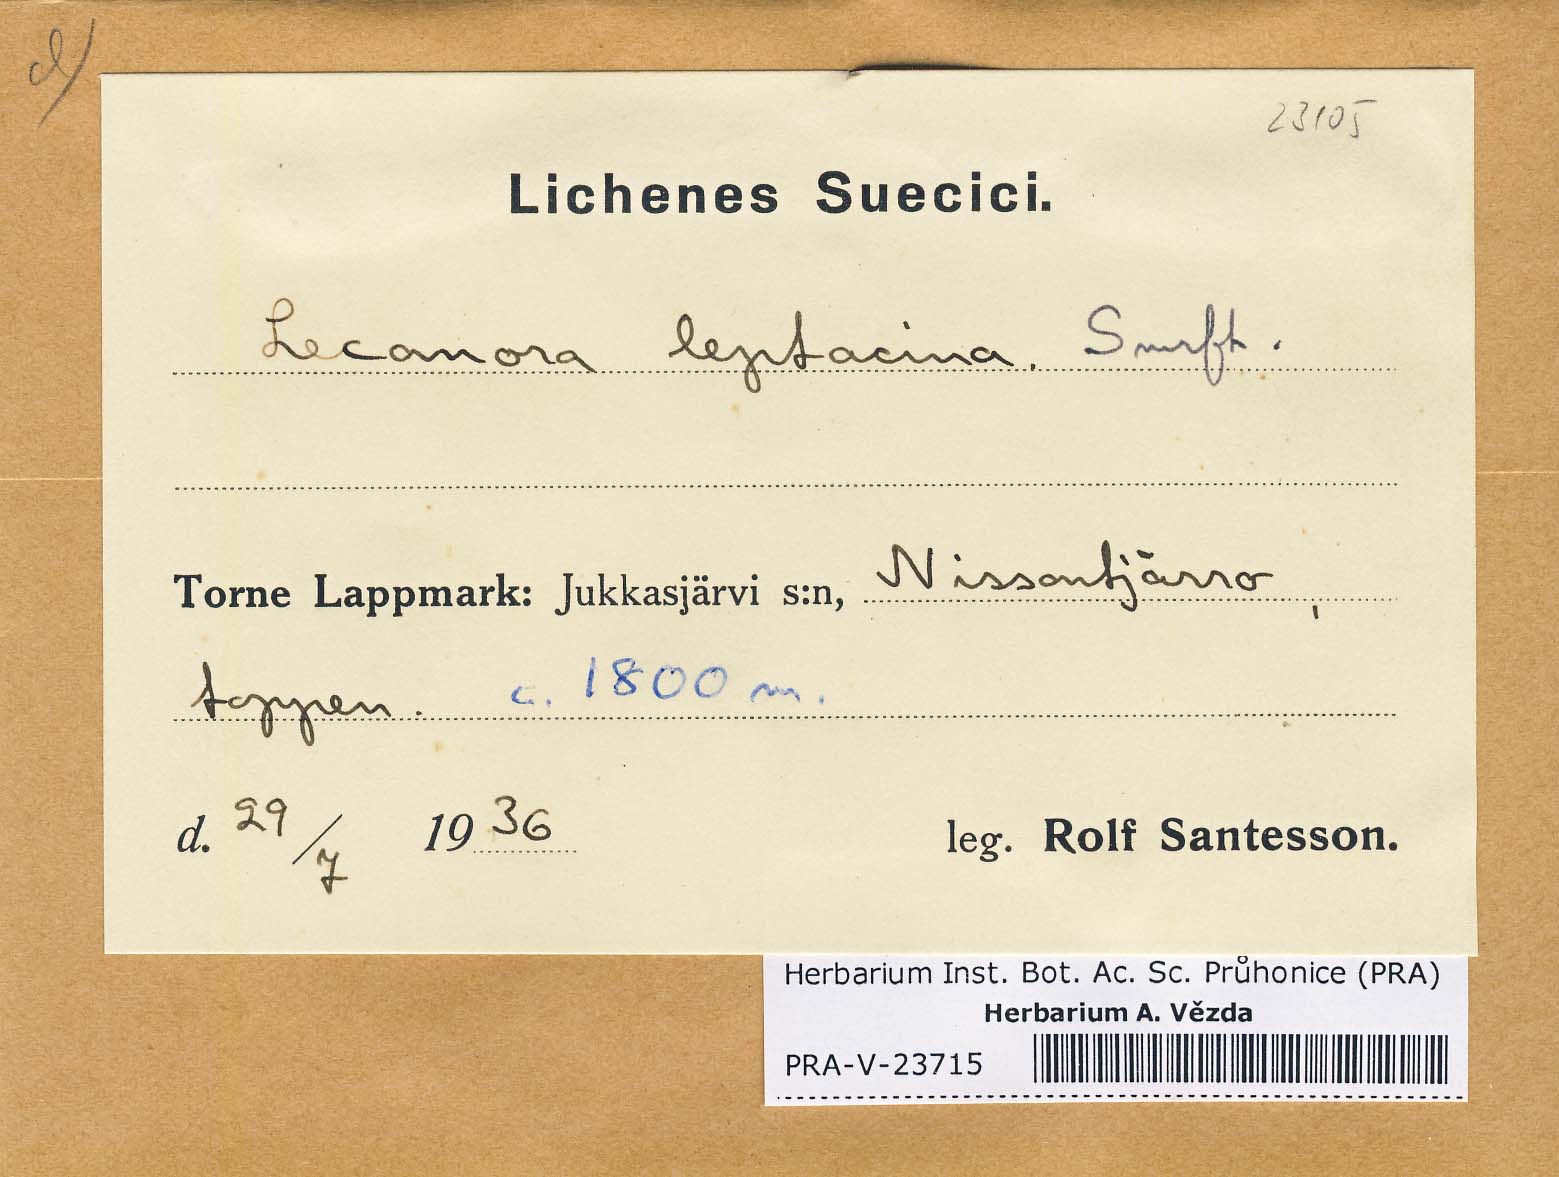 d)
23105
Lichenes Suecici.
Lecanora leptacina. Smrft.
Torne Lappmark: Jukkasjärvi s:n, Nissontjårro,
toppen. c. 1800 m.
d. 29/7 1936 leg. Rolf Santesson.
Herbarium Inst. Bot. Ac. Sc. Průhonice (PRA)
Herbarium A. Vězda
PRA-V-23715